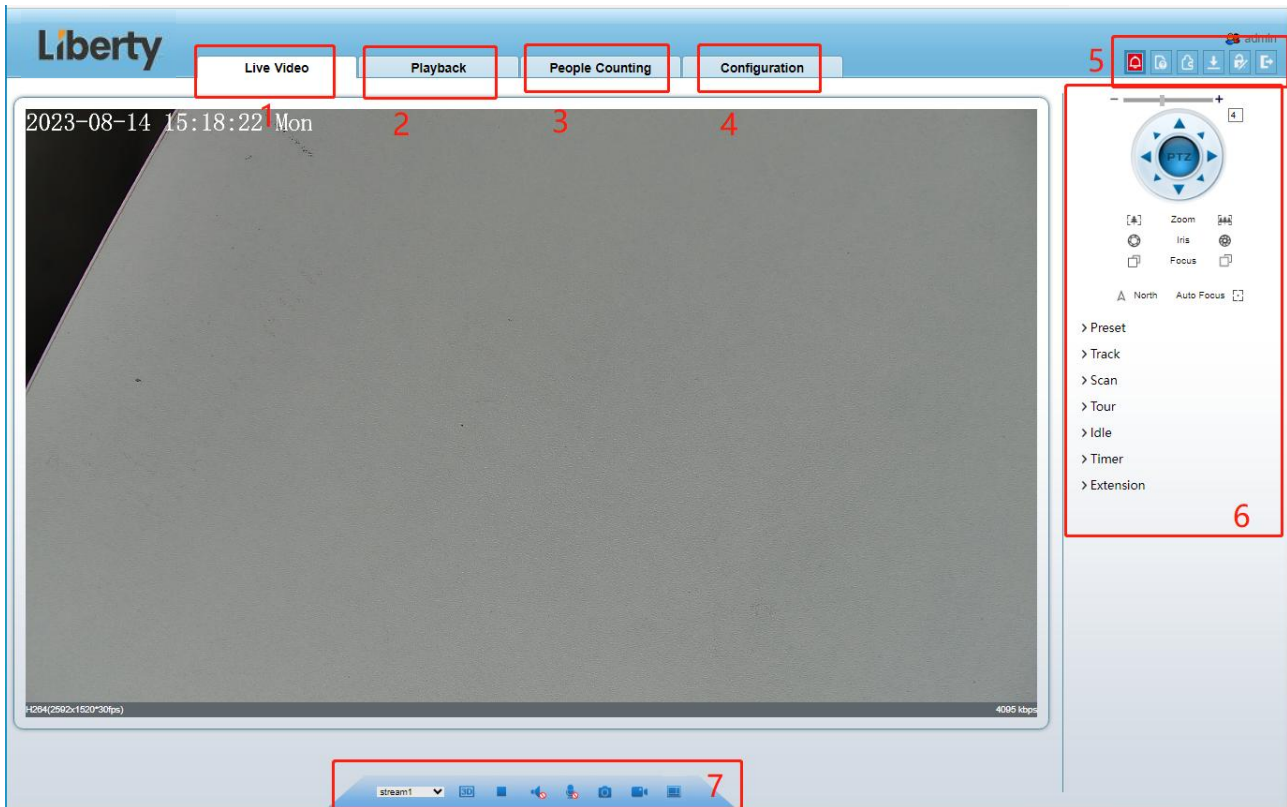 Liberty
admin
Live Video
Playback
People Counting
Configuration
5
1
2
3
4
2023-08-14 15:18:22 Mon
- +
4
PTZ
Zoom
Iris
Focus
North Auto Focus
> Preset
> Track
> Scan
> Tour
> Idle
> Timer
> Extension
6
H264(2592x1520*30fps)
4095 kbps
stream1
3D
7